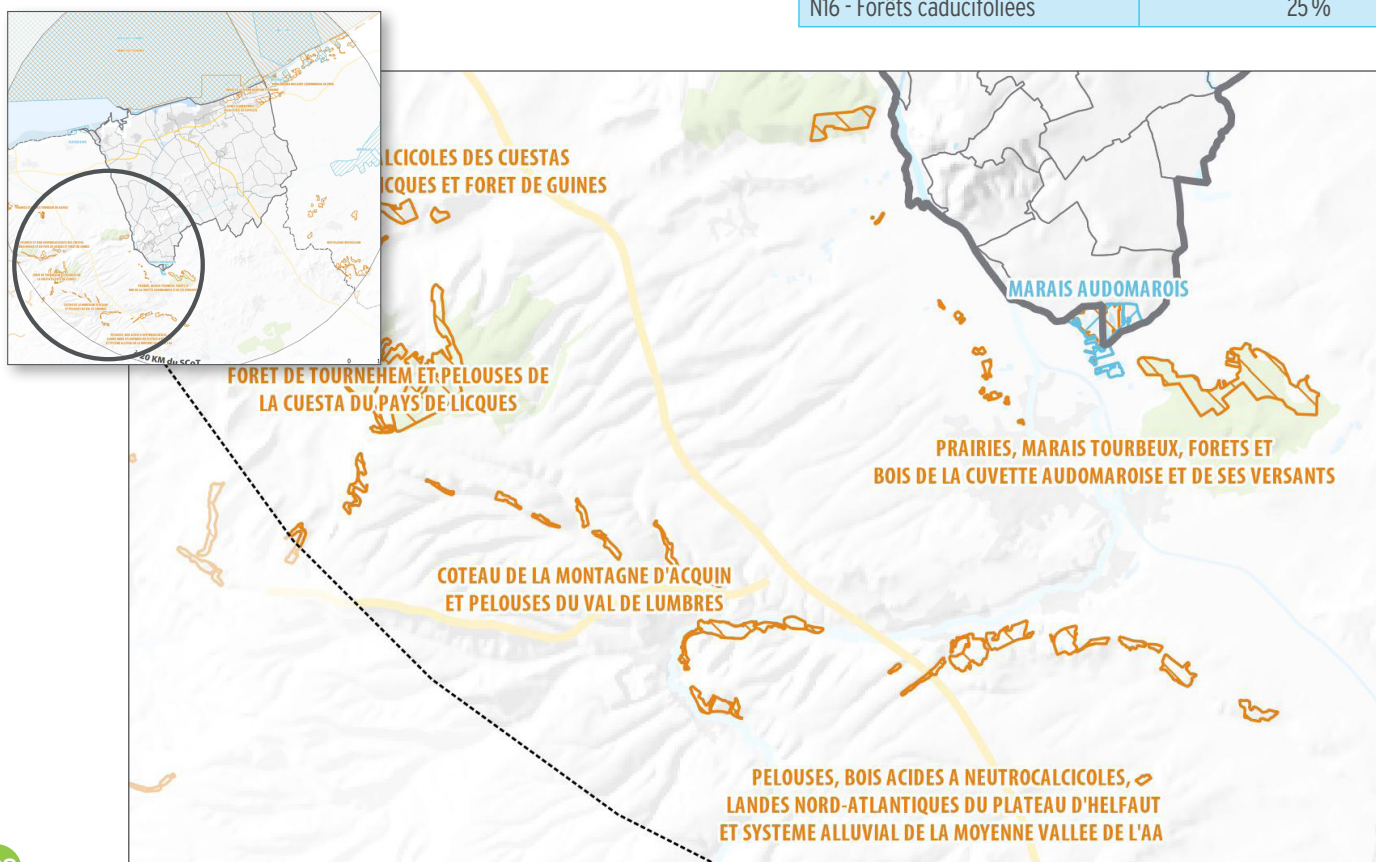 N16 - Forêts caducifoliées
25 %
LCICOLES DES CUESTAS
ICQUES ET FORET DE GUINES
MARAIS AUDOMAROIS
20 KM du SCoT
FORET DE TOURNEHEM ET PELOUSES DE
LA CUESTA DU PAYS DE LICQUES
PRAIRIES, MARAIS TOURBEUX, FORETS ET
BOIS DE LA CUVETTE AUDOMAROISE ET DE SES VERSANTS
COTEAU DE LA MONTAGNE D'ACQUIN
ET PELOUSES DU VAL DE LUMBRES
PELOUSES, BOIS ACIDES A NEUTROCALCICOLES,
LANDES NORD-ATLANTIQUES DU PLATEAU D'HELFAUT
ET SYSTEME ALLUVIAL DE LA MOYENNE VALLEE DE L'AA